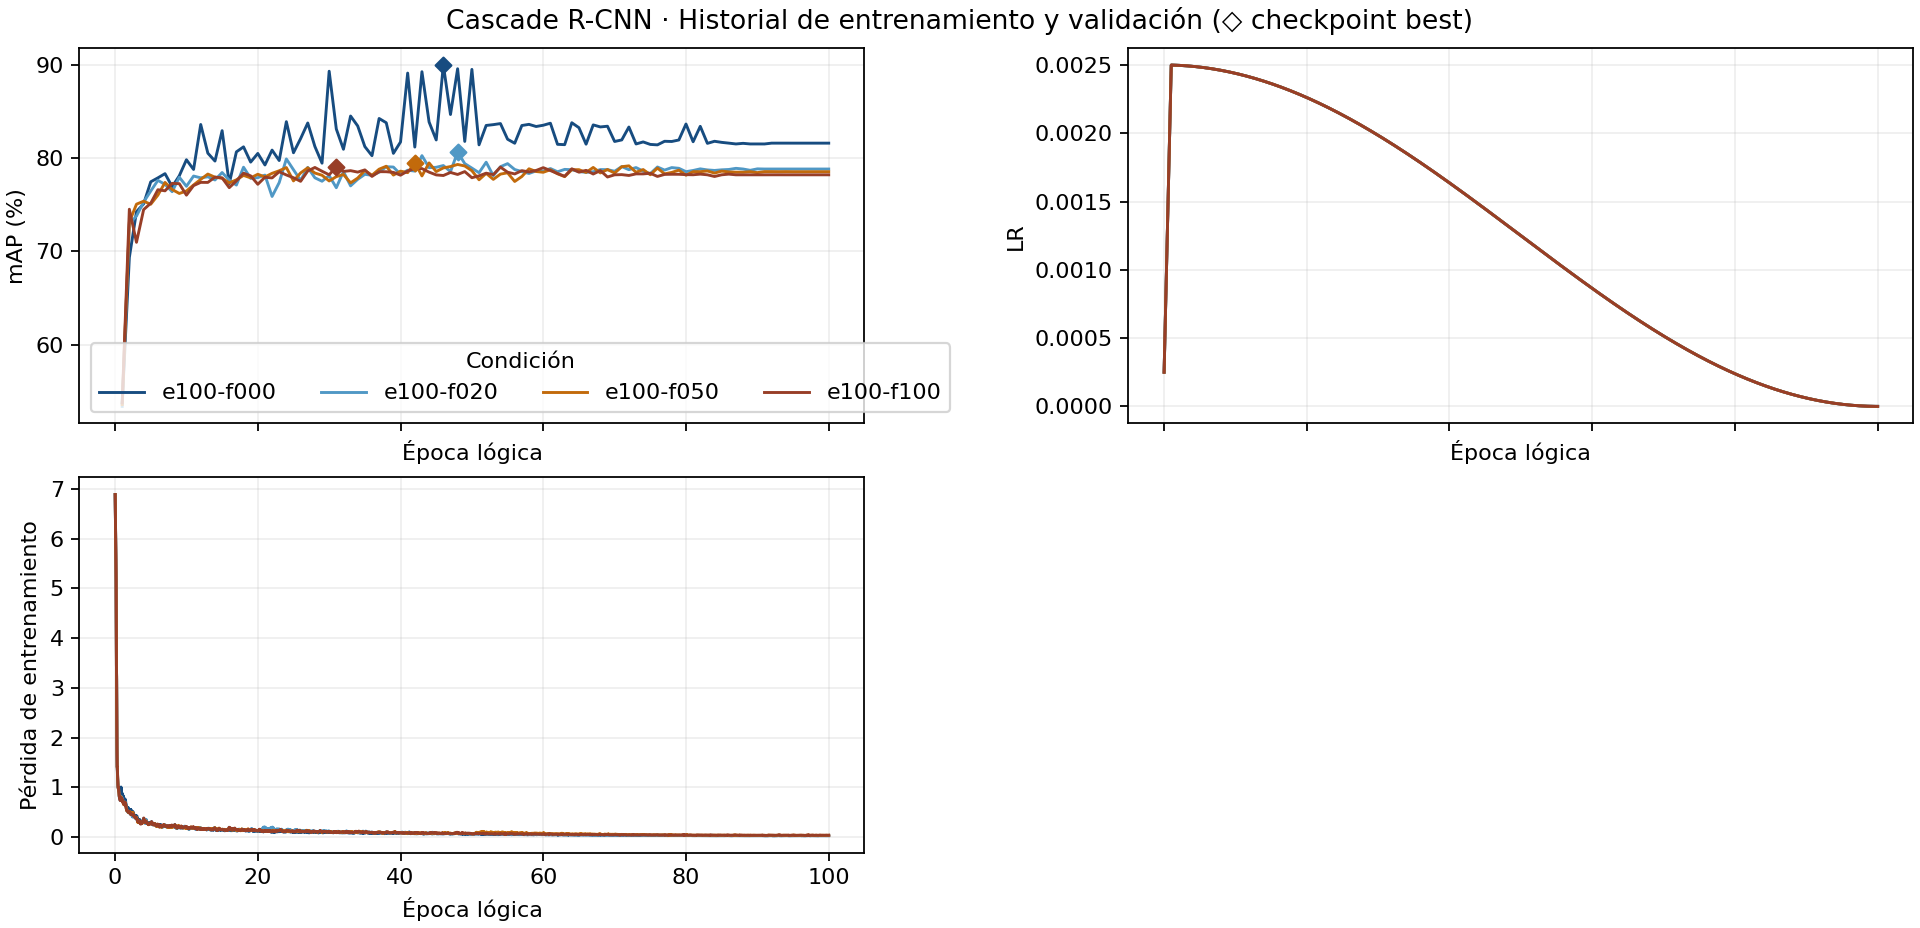 Cascade R-CNN · Historial de entrenamiento y validación (◇ checkpoint best)
mAP (%)
90
80
70
60
Condición
e100-f000 e100-f020 e100-f050 e100-f100
Época lógica
LR
0.0025
0.0020
0.0015
0.0010
0.0005
0.0000
Época lógica
Pérdida de entrenamiento
7
6
5
4
3
2
1
0
0 20 40 60 80 100
Época lógica